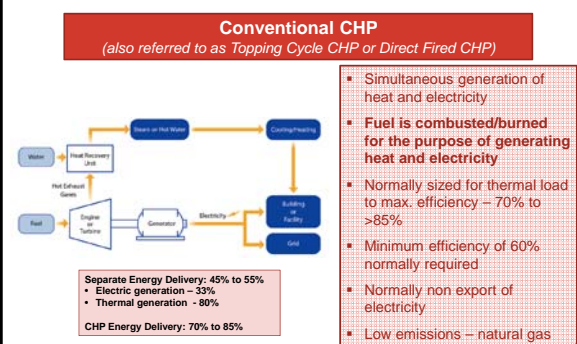 Conventional CHP
(also referred to as Topping Cycle CHP or Direct Fired CHP)
Steam or Hot Water
Cooling/Heating
Water
Heat Recovery
Unit
Hot Exhaust
Gases
Building
or
Facility
Engine
or
Turbine
Fuel
Generator
Electricity
Grid
Separate Energy Delivery: 45% to 55%
• Electric generation – 33%
• Thermal generation - 80%
CHP Energy Delivery: 70% to 85%
▪ Simultaneous generation of
heat and electricity
▪ Fuel is combusted/burned
for the purpose of generating
heat and electricity
▪ Normally sized for thermal load
to max. efficiency – 70% to
>85%
▪ Minimum efficiency of 60%
normally required
▪ Normally non export of
electricity
▪ Low emissions – natural gas